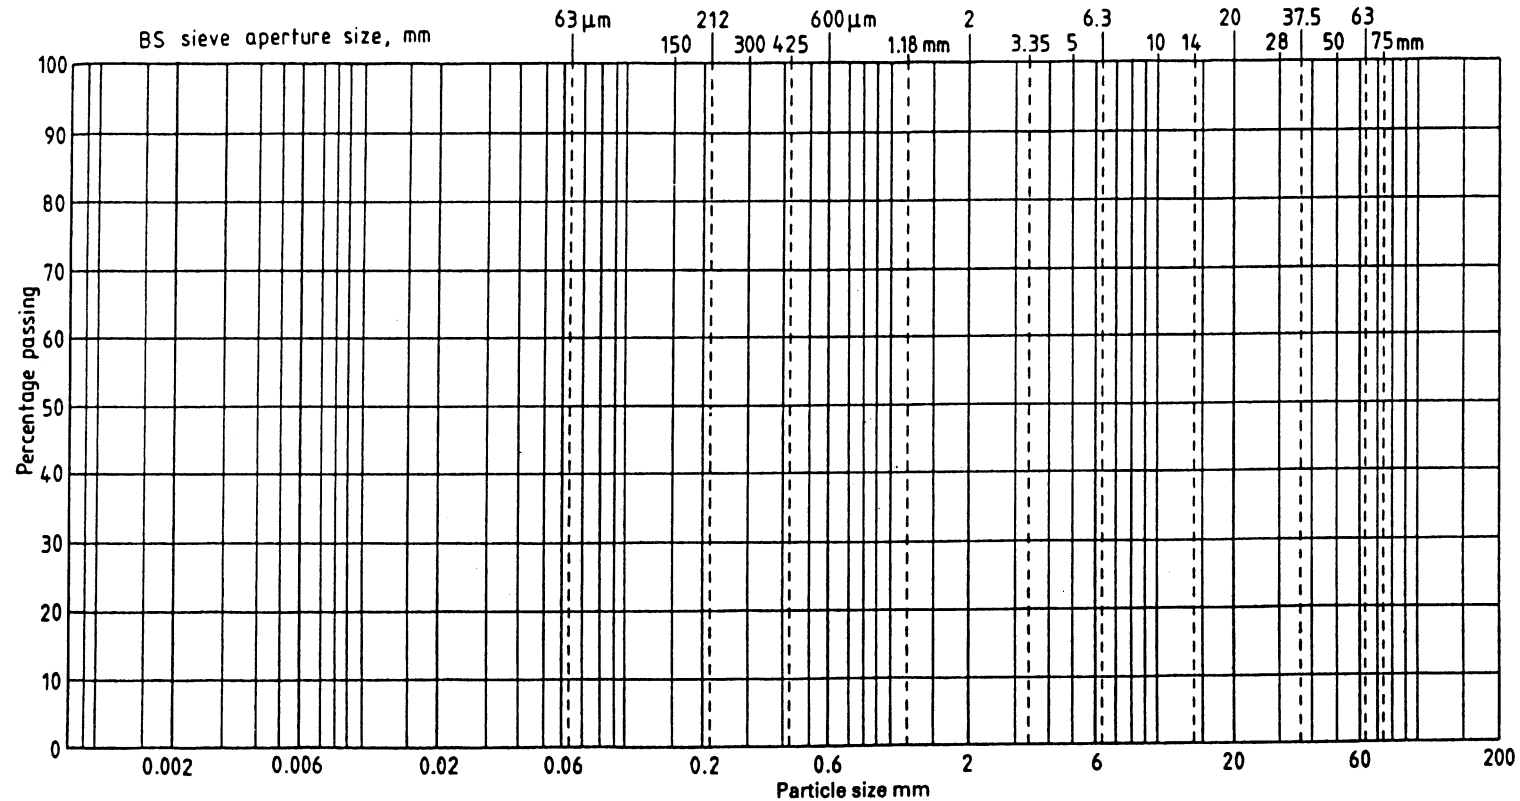 63 µm 212 600 µm 2 6.3 20 37.5 63
BS sieve aperture size, mm 150 300 425 1.18 mm 3.35 5 10 14 28 50 75 mm
100
90
80
70
60
50
40
30
20
10
0
Percentage passing
0.002 0.006 0.02 0.06 0.2 0.6 2 6 20 60 200
Particle size mm